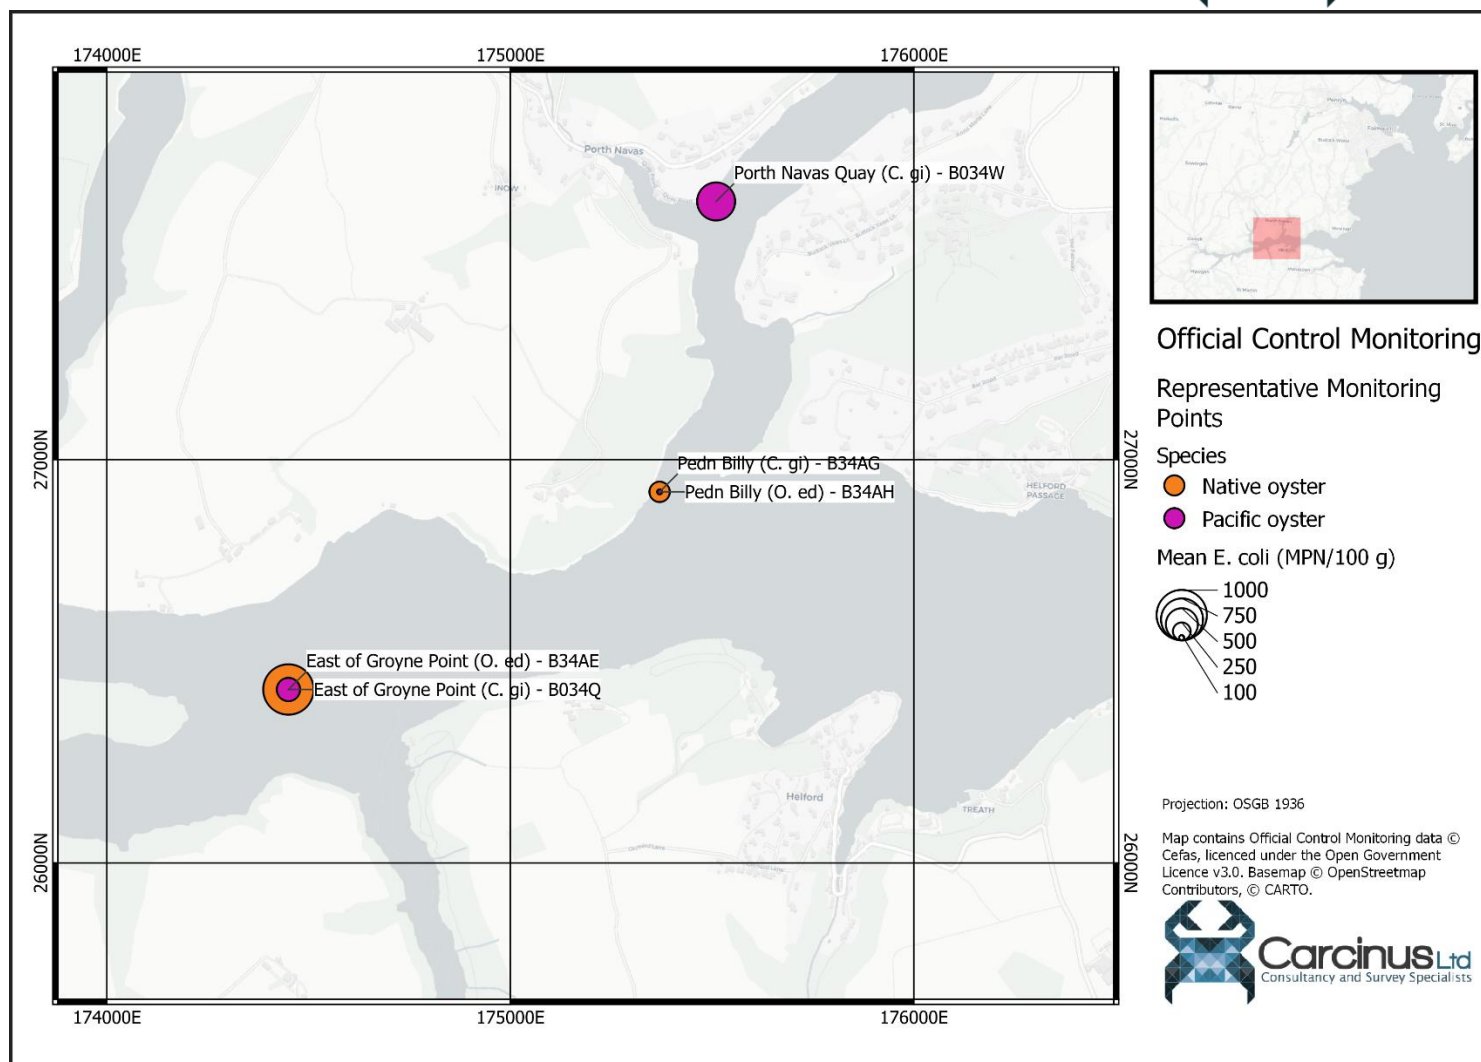 174000E
175000E
176000E
Porth Navas
INOW
Porth Navas Quay (C. gi) - B034W
27000N
27000N
Pedn Billy (C. gi) - B34AG
Pedn Billy (O. ed) - B34AH
HELFORD
PASSAGE
East of Groyne Point (O. ed) - B34AE
East of Groyne Point (C. gi) - B034Q
Helford
TREATH
26000N
26000N
174000E
175000E
176000E
Official Control Monitoring
Representative Monitoring
Points
Species
Native oyster
Pacific oyster
Mean E. coli (MPN/100 g)
1000
750
500
250
100
Projection: OSGB 1936
Map contains Official Control Monitoring data ©
Cefas, licenced under the Open Government
Licence v3.0. Basemap © OpenStreetmap
Contributors, © CARTO.
Carcinus Ltd
Consultancy and Survey Specialists